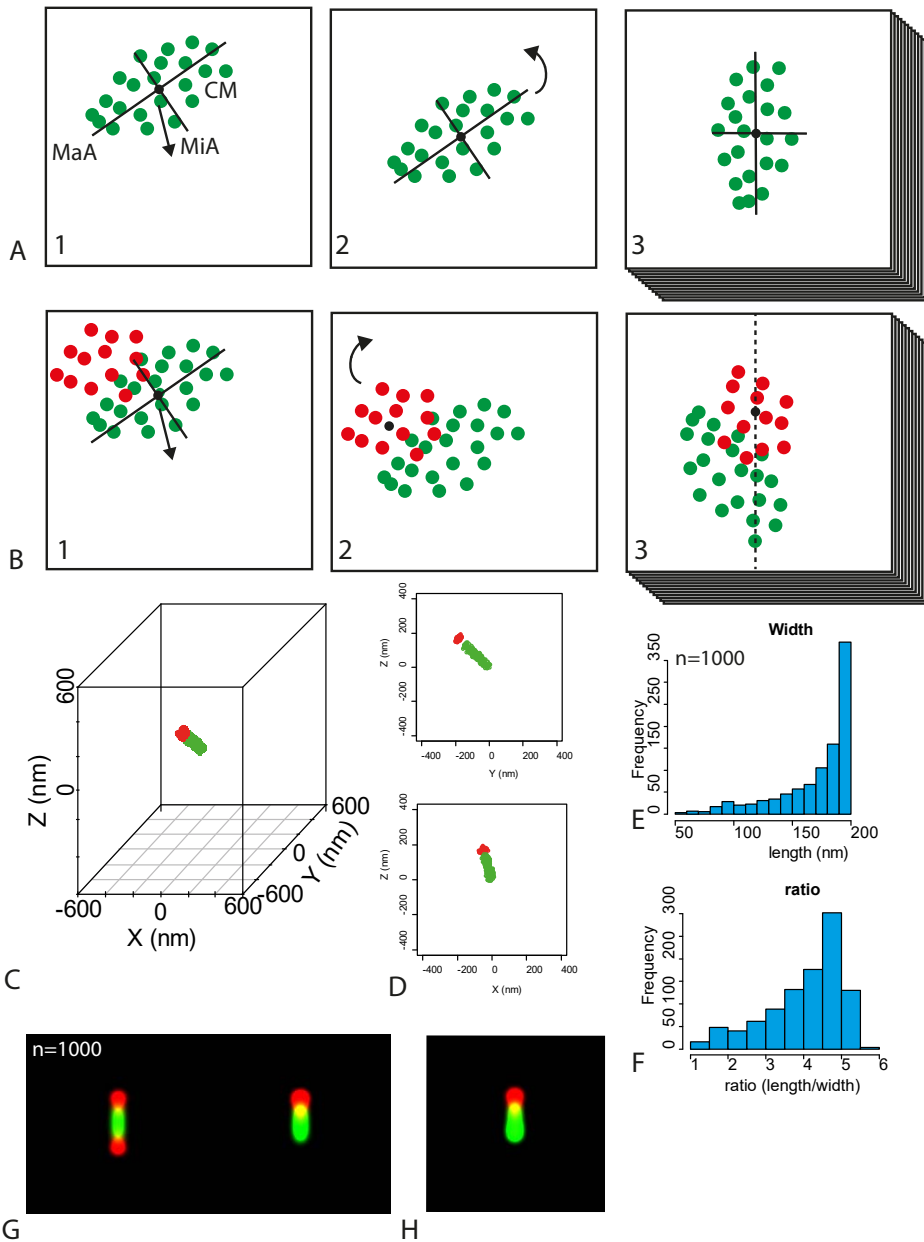 CM
MaA
MiA
A
1
2
3
B
1
2
3
600
0
-600
Z (nm)
-600
0
600
X (nm)
-600
0
600
Y (nm)
C
400
200
0
-200
-400
Z (nm)
-400
-200
0
200
400
Y (nm)
400
200
0
-200
-400
Z (nm)
-400
-200
0
200
400
X (nm)
D
Width
n=1000
350
250
150
50
0
Frequency
50
100
150
200
length (nm)
E
ratio
300
200
100
50
0
Frequency
1
2
3
4
5
6
ratio (length/width)
F
n=1000
G
H